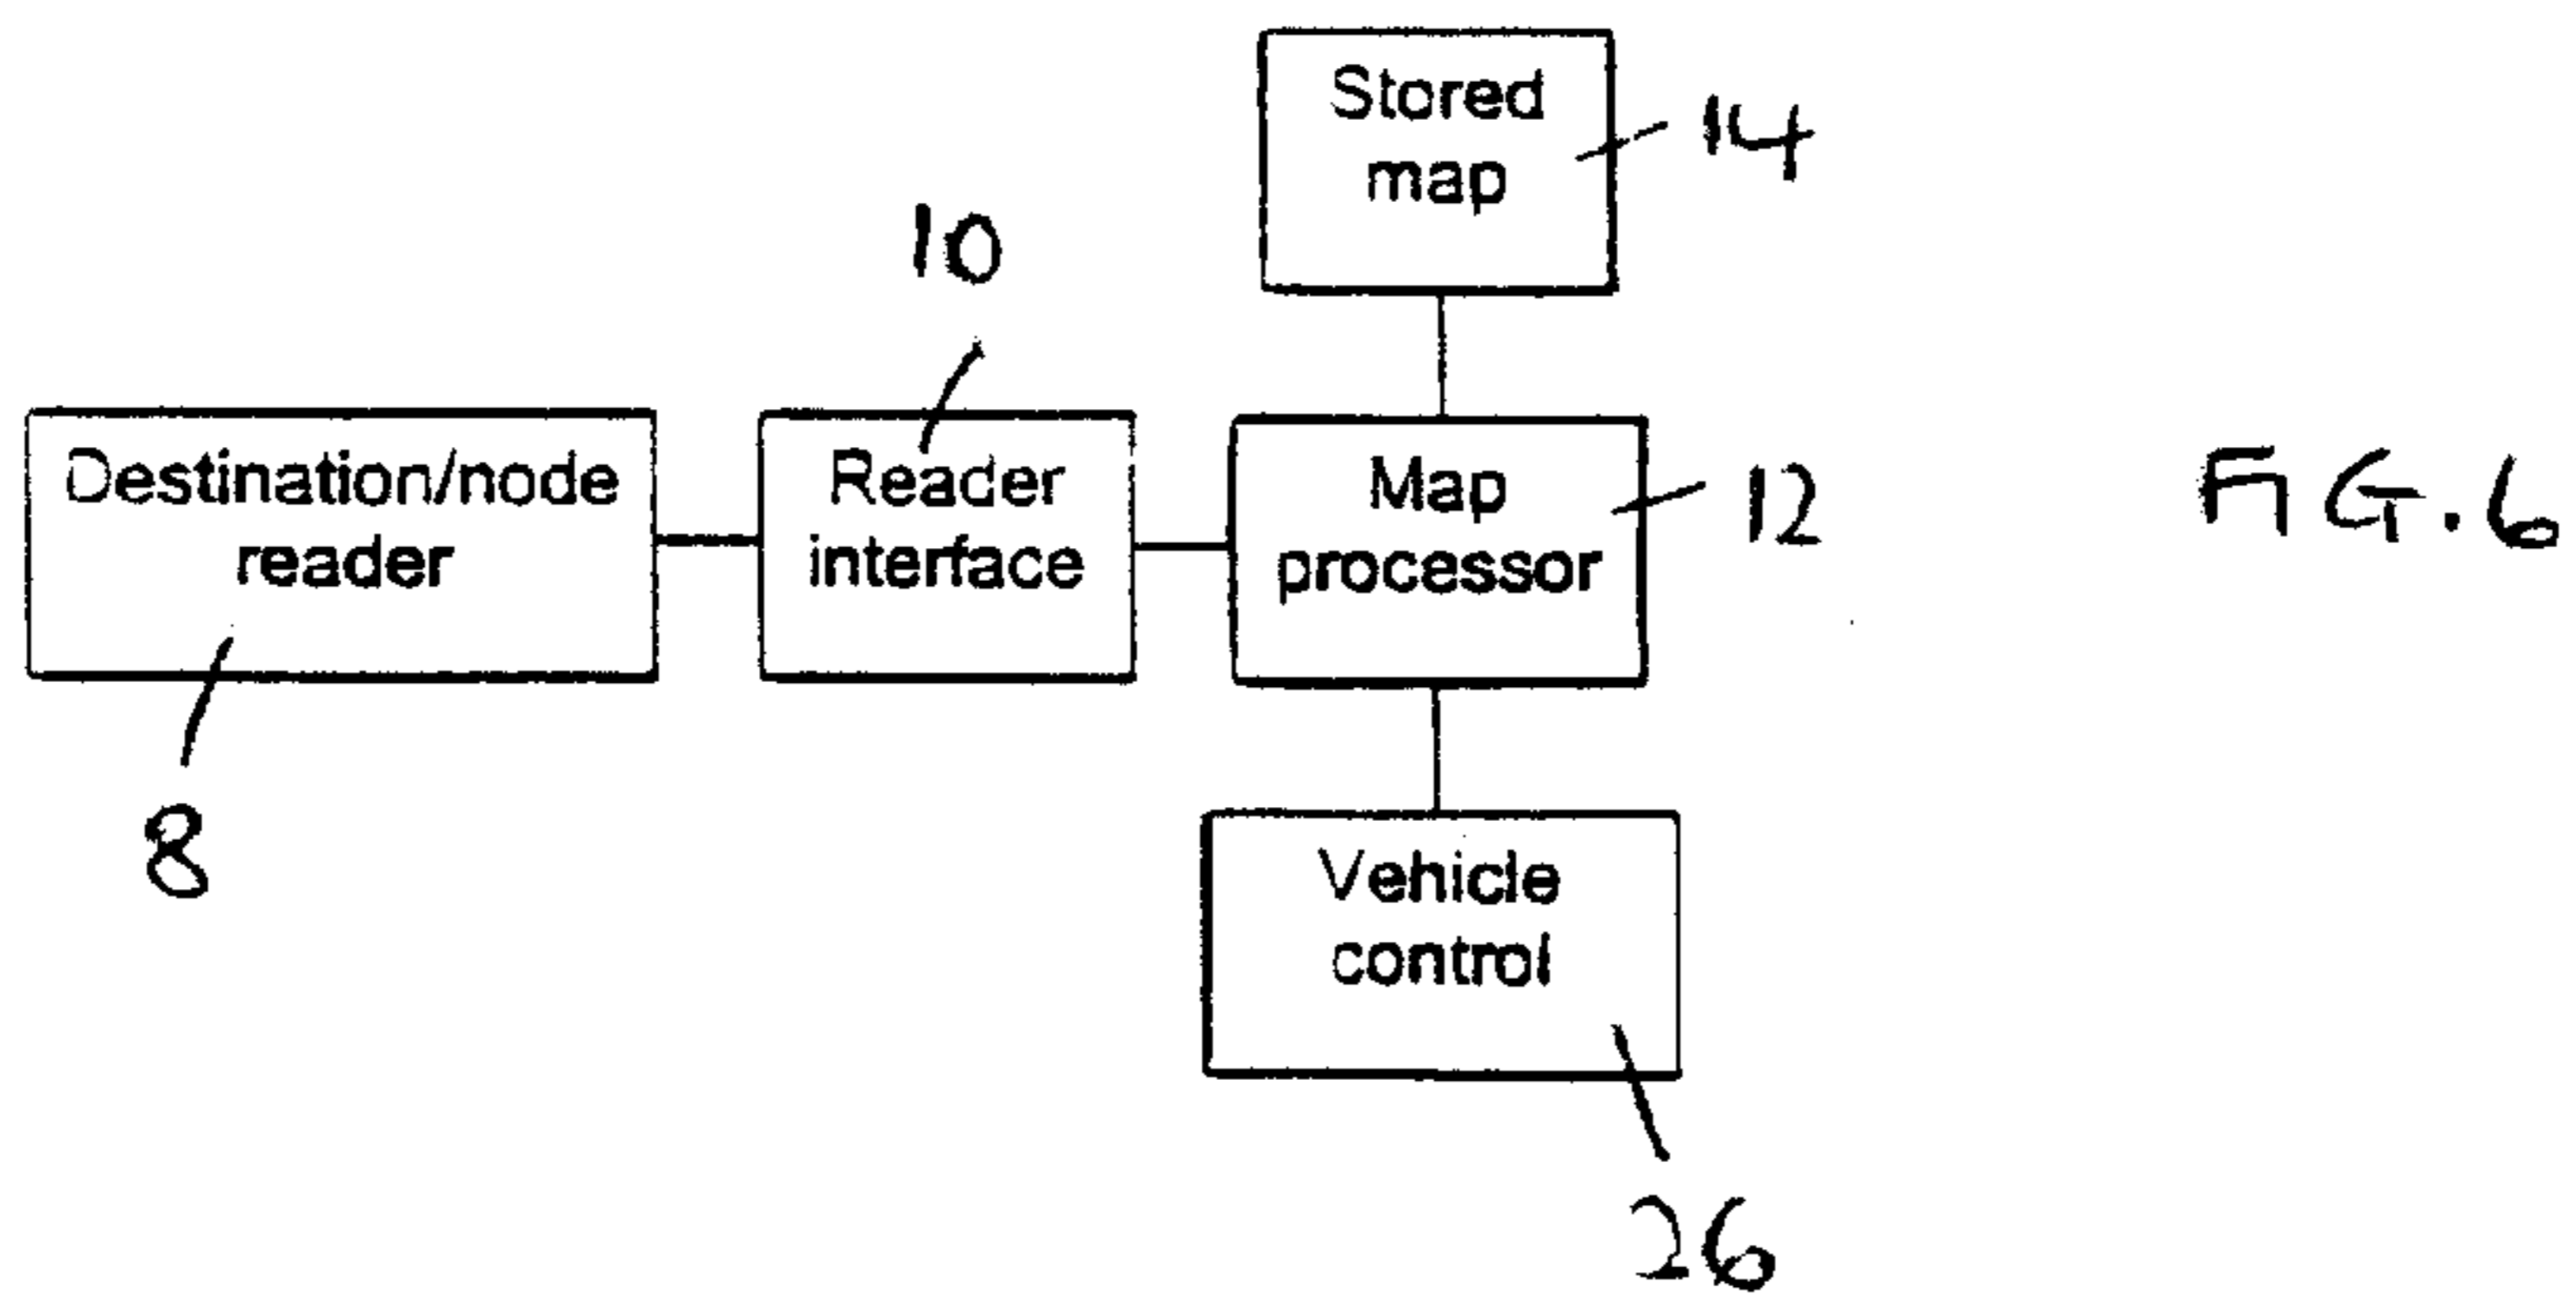 Stored
map
14
10
Destination/node
reader
Reader
interface
Map
processor
12
FIG.6
8
Vehicle
control
26